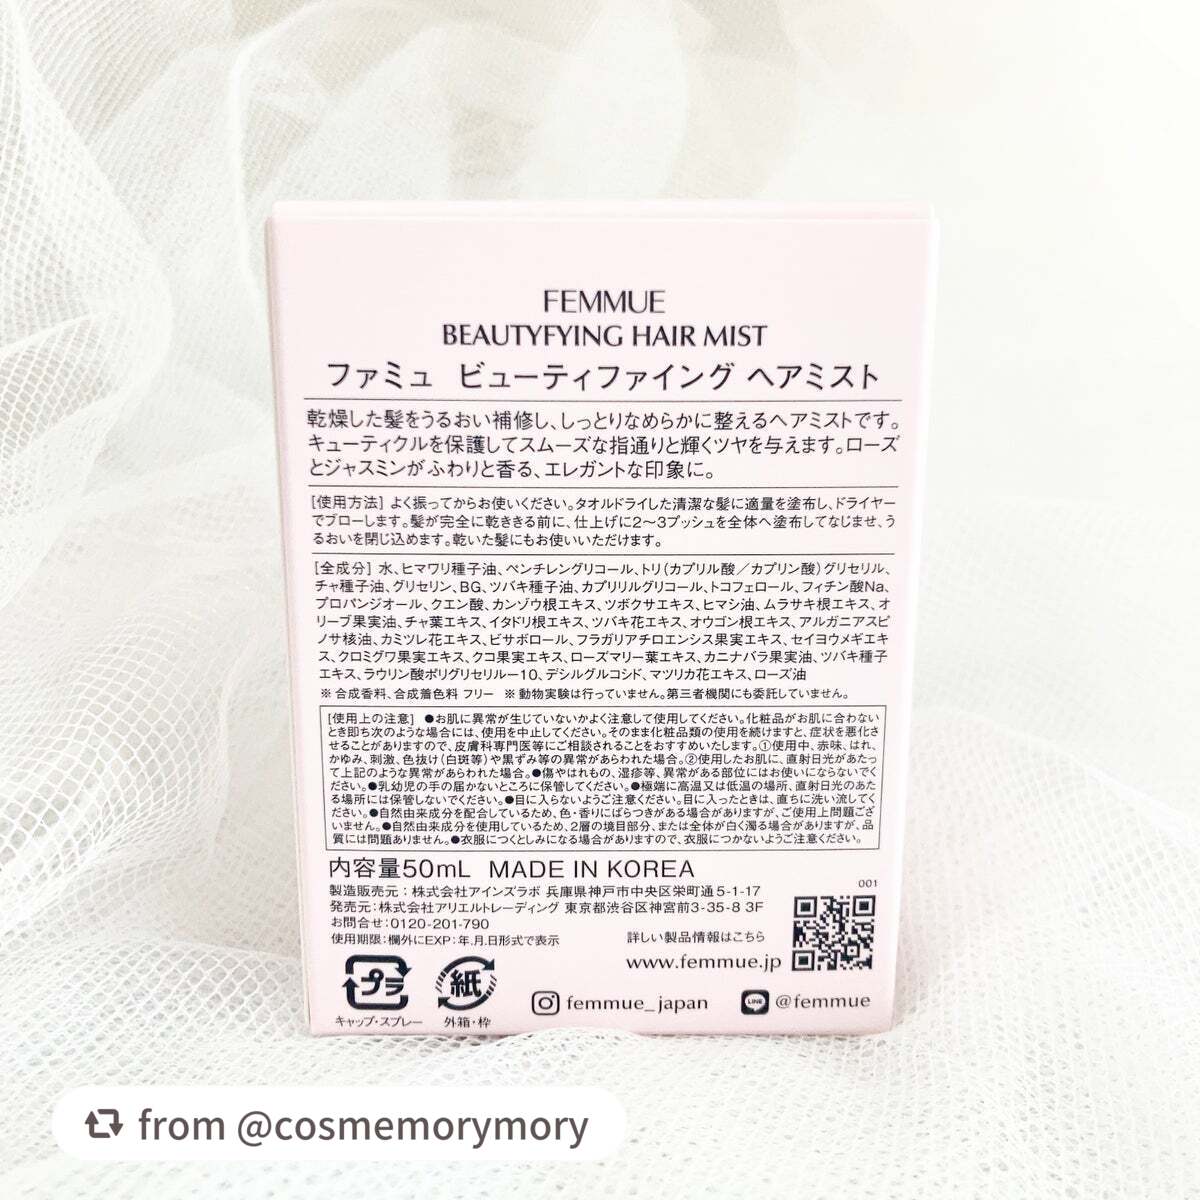 FEMMUE
BEAUTYFYING HAIR MIST
ファミュ ビューティファイング ヘアミスト
乾燥した髪をうるおい補修し、しっとりなめらかに整えるヘアミストです。
キューティクルを保護してスムーズな指通りと輝くツヤを与えます。ローズ
とジャスミンがふわりと香る、エレガントな印象に。
[使用方法] よく振ってからお使いください。タオルドライした清潔な髪に適量を塗布し、ドライヤー
でブローします。髪が完全に乾ききる前に、仕上げに2〜3プッシュを全体へ塗布してなじませ、う
るおいを閉じ込めます。乾いた髪にもお使いいただけます。
[全成分] 水、ヒマワリ種子油、ペンチレングリコール、トリ(カプリル酸/カプリン酸)グリセリル、
チャ種子油、グリセリン、BG、ツバキ種子油、カプリリルグリコール、トコフェロール、フィチン酸Na、
プロパンジオール、クエン酸、カンゾウ根エキス、ツボクサエキス、ヒマシ油、ムラサキ根エキス、オ
リーブ果実油、チャ葉エキス、イタドリ根エキス、ツバキ花エキス、オウゴン根エキス、アルガニアスピ
ノサ核油、カミツレ花エキス、ビサボロール、フラガリアチロエンシス果実エキス、セイヨウメギエキ
ス、クロミグワ果実エキス、クコ果実エキス、ローズマリー葉エキス、カニナバラ果実油、ツバキ種子
エキス、ラウリン酸ポリグリセリル-10、デシルグルコシド、マツリカ花エキス、ローズ油
※ 合成香料、合成着色料 フリー ※ 動物実験は行っていません。第三者機関にも委託していません。
[使用上の注意] ●お肌に異常が生じていないかよく注意して使用してください。化粧品がお肌に合わない
とき即ち次のような場合には、使用を中止してください。そのまま化粧品類の使用を続けますと、症状を悪化さ
せることがありますので、皮膚科専門医等にご相談されることをおすすめいたします。①使用中、赤味、はれ、
かゆみ、刺激、色抜け(白斑等)や黒ずみ等の異常があらわれた場合。②使用したお肌に、直射日光があたっ
て上記のような異常があらわれた場合。●傷やはれもの、湿疹等、異常がある部位にはお使いにならないでく
ださい。●乳幼児の手の届かないところに保管してください。●極端に高温又は低温の場所、直射日光のあた
る場所には保管しないでください。●目に入らないようご注意ください。目に入ったときは、直ちに洗い流してく
ださい。●自然由来成分を配合しているため、色・香りにばらつきがある場合がありますが、ご使用上問題ござ
いません。●自然由来成分を使用しているため、2層の境目部分、または全体が白く濁る場合がありますが、品
質には問題ありません。●衣服につくとしみになる場合がありますので、衣服につかないようご注意ください。
内容量50mL MADE IN KOREA
001
製造販売元：株式会社アインズラボ 兵庫県神戸市中央区栄町通5-1-17
発売元：株式会社アリエルトレーディング 東京都渋谷区神宮前3-35-8 3F
お問合せ：0120-201-790
使用期限：欄外にEXP：年.月.日形式で表示
詳しい製品情報はこちら
www.femmue.jp
プラ
キャップ・スプレー
紙
外箱・枠
femmue_japan
LINE
@femmue
from @cosmemorymory